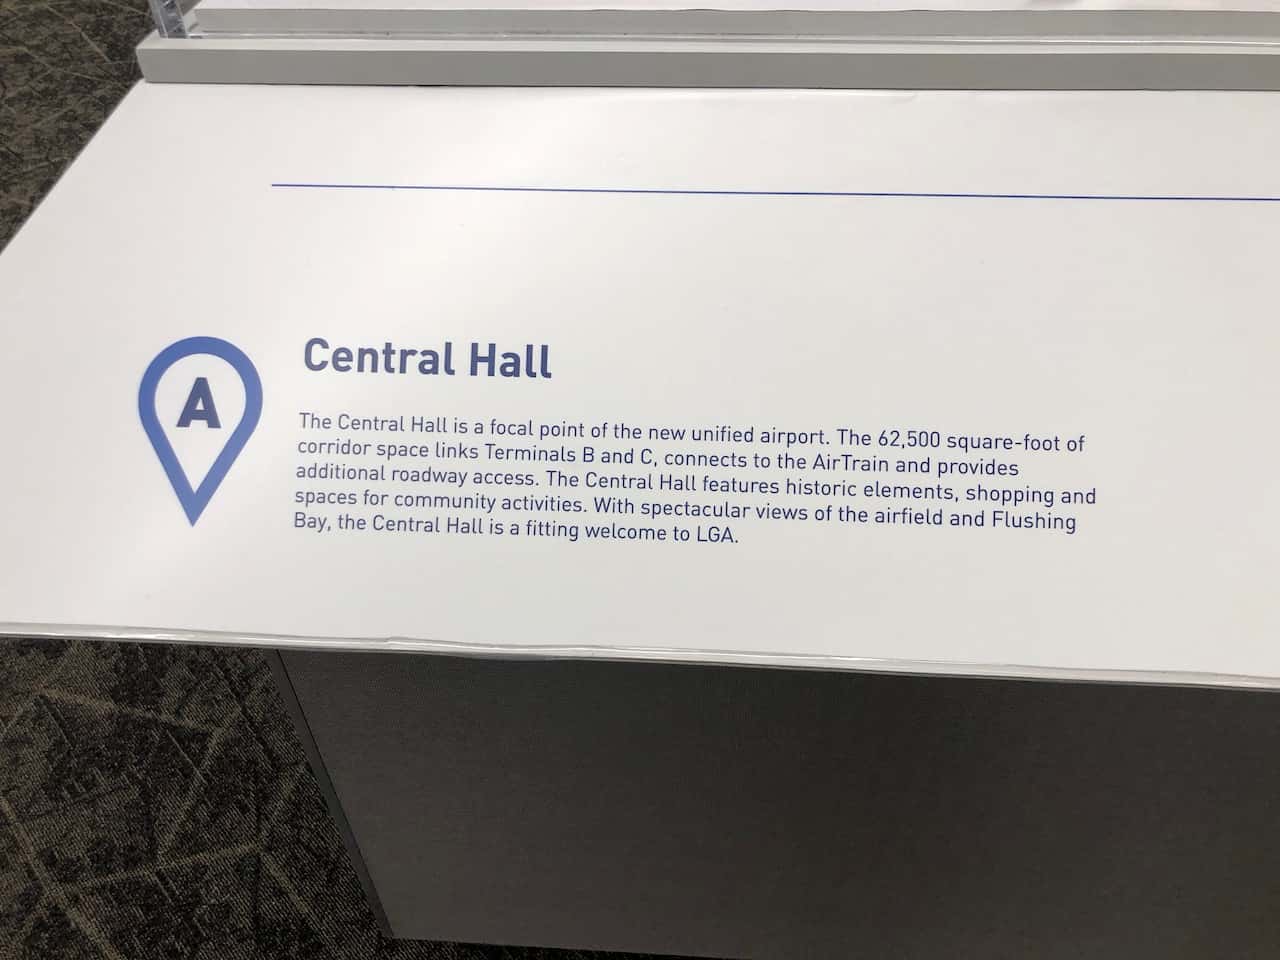 A
Central Hall
The Central Hall is a focal point of the new unified airport. The 62,500 square-foot of
corridor space links Terminals B and C, connects to the AirTrain and provides
additional roadway access. The Central Hall features historic elements, shopping and
spaces for community activities. With spectacular views of the airfield and Flushing
Bay, the Central Hall is a fitting welcome to LGA.